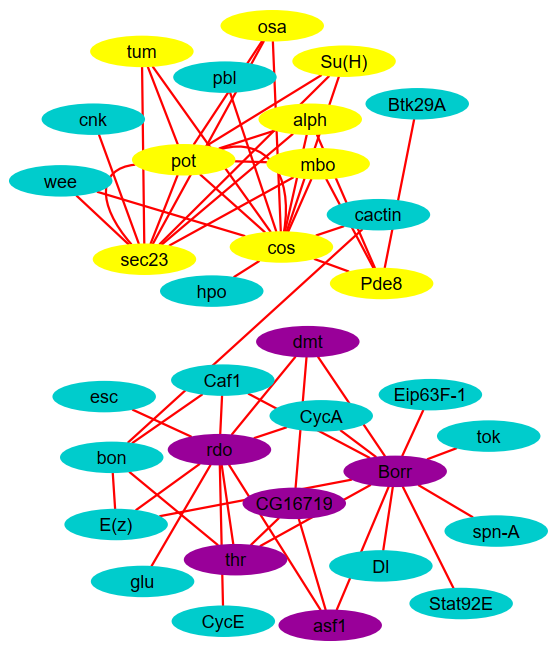 osa
tum
Su(H)
pbl
Btk29A
cnk
alph
pot
mbo
wee
cactin
cos
sec23
Pde8
hpo
dmt
Caf1
esc
Eip63F-1
CycA
tok
rdo
bon
Borr
CG16719
E(z)
spn-A
thr
Dl
glu
Stat92E
CycE
asf1